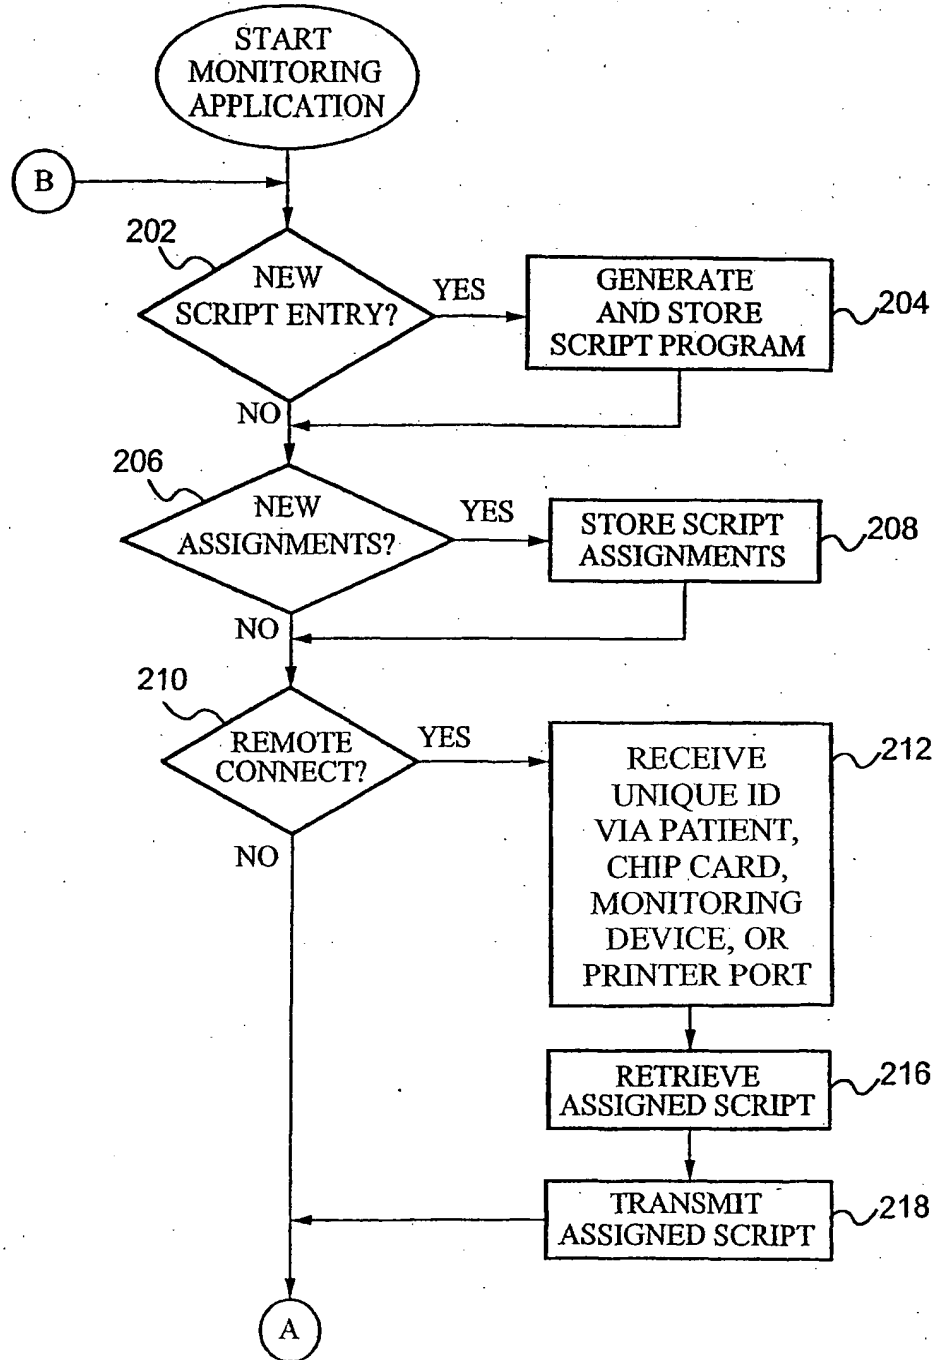 START
MONITORING
APPLICATION
B
202
NEW
SCRIPT ENTRY?
YES
GENERATE
AND STORE
SCRIPT PROGRAM
204
NO
206
NEW
ASSIGNMENTS?
YES
STORE SCRIPT
ASSIGNMENTS
208
NO
210
REMOTE
CONNECT?
YES
RECEIVE
UNIQUE ID
VIA PATIENT,
CHIP CARD,
MONITORING
DEVICE, OR
PRINTER PORT
212
NO
RETRIEVE
ASSIGNED SCRIPT
216
TRANSMIT
ASSIGNED SCRIPT
218
A